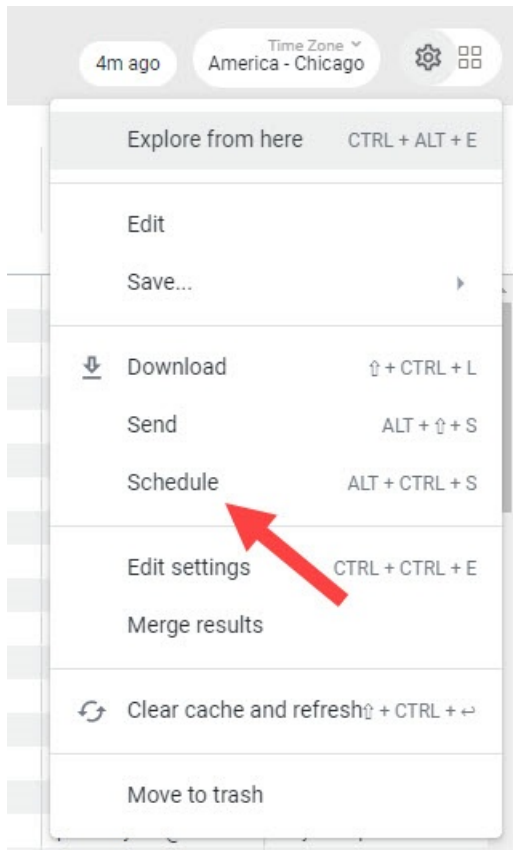 4m ago
Time Zone
America - Chicago
Explore from here CTRL + ALT + E
Edit
Save...
Download ⇧ + CTRL + L
Send ALT + ⇧ + S
Schedule ALT + CTRL + S
Edit settings CTRL + CTRL + E
Merge results
Clear cache and refresh ⇧ + CTRL + ↩
Move to trash